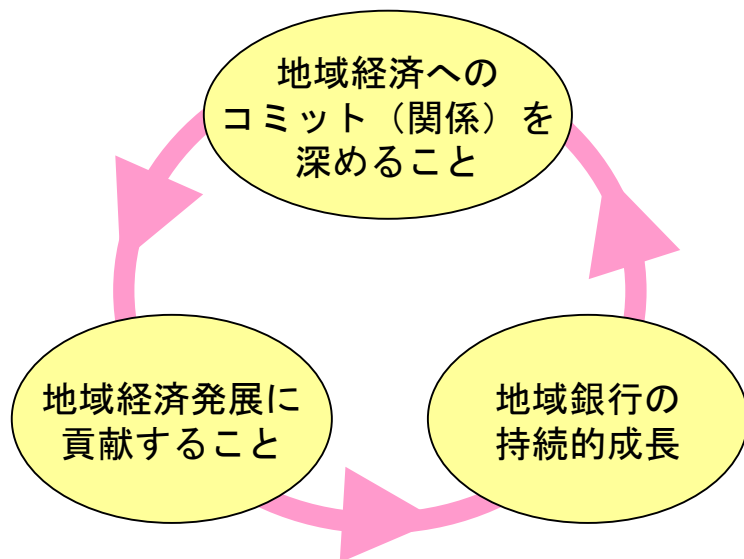 地域経済への
コミット（関係）を
深めること
地域経済発展に
貢献すること
地域銀行の
持続的成長